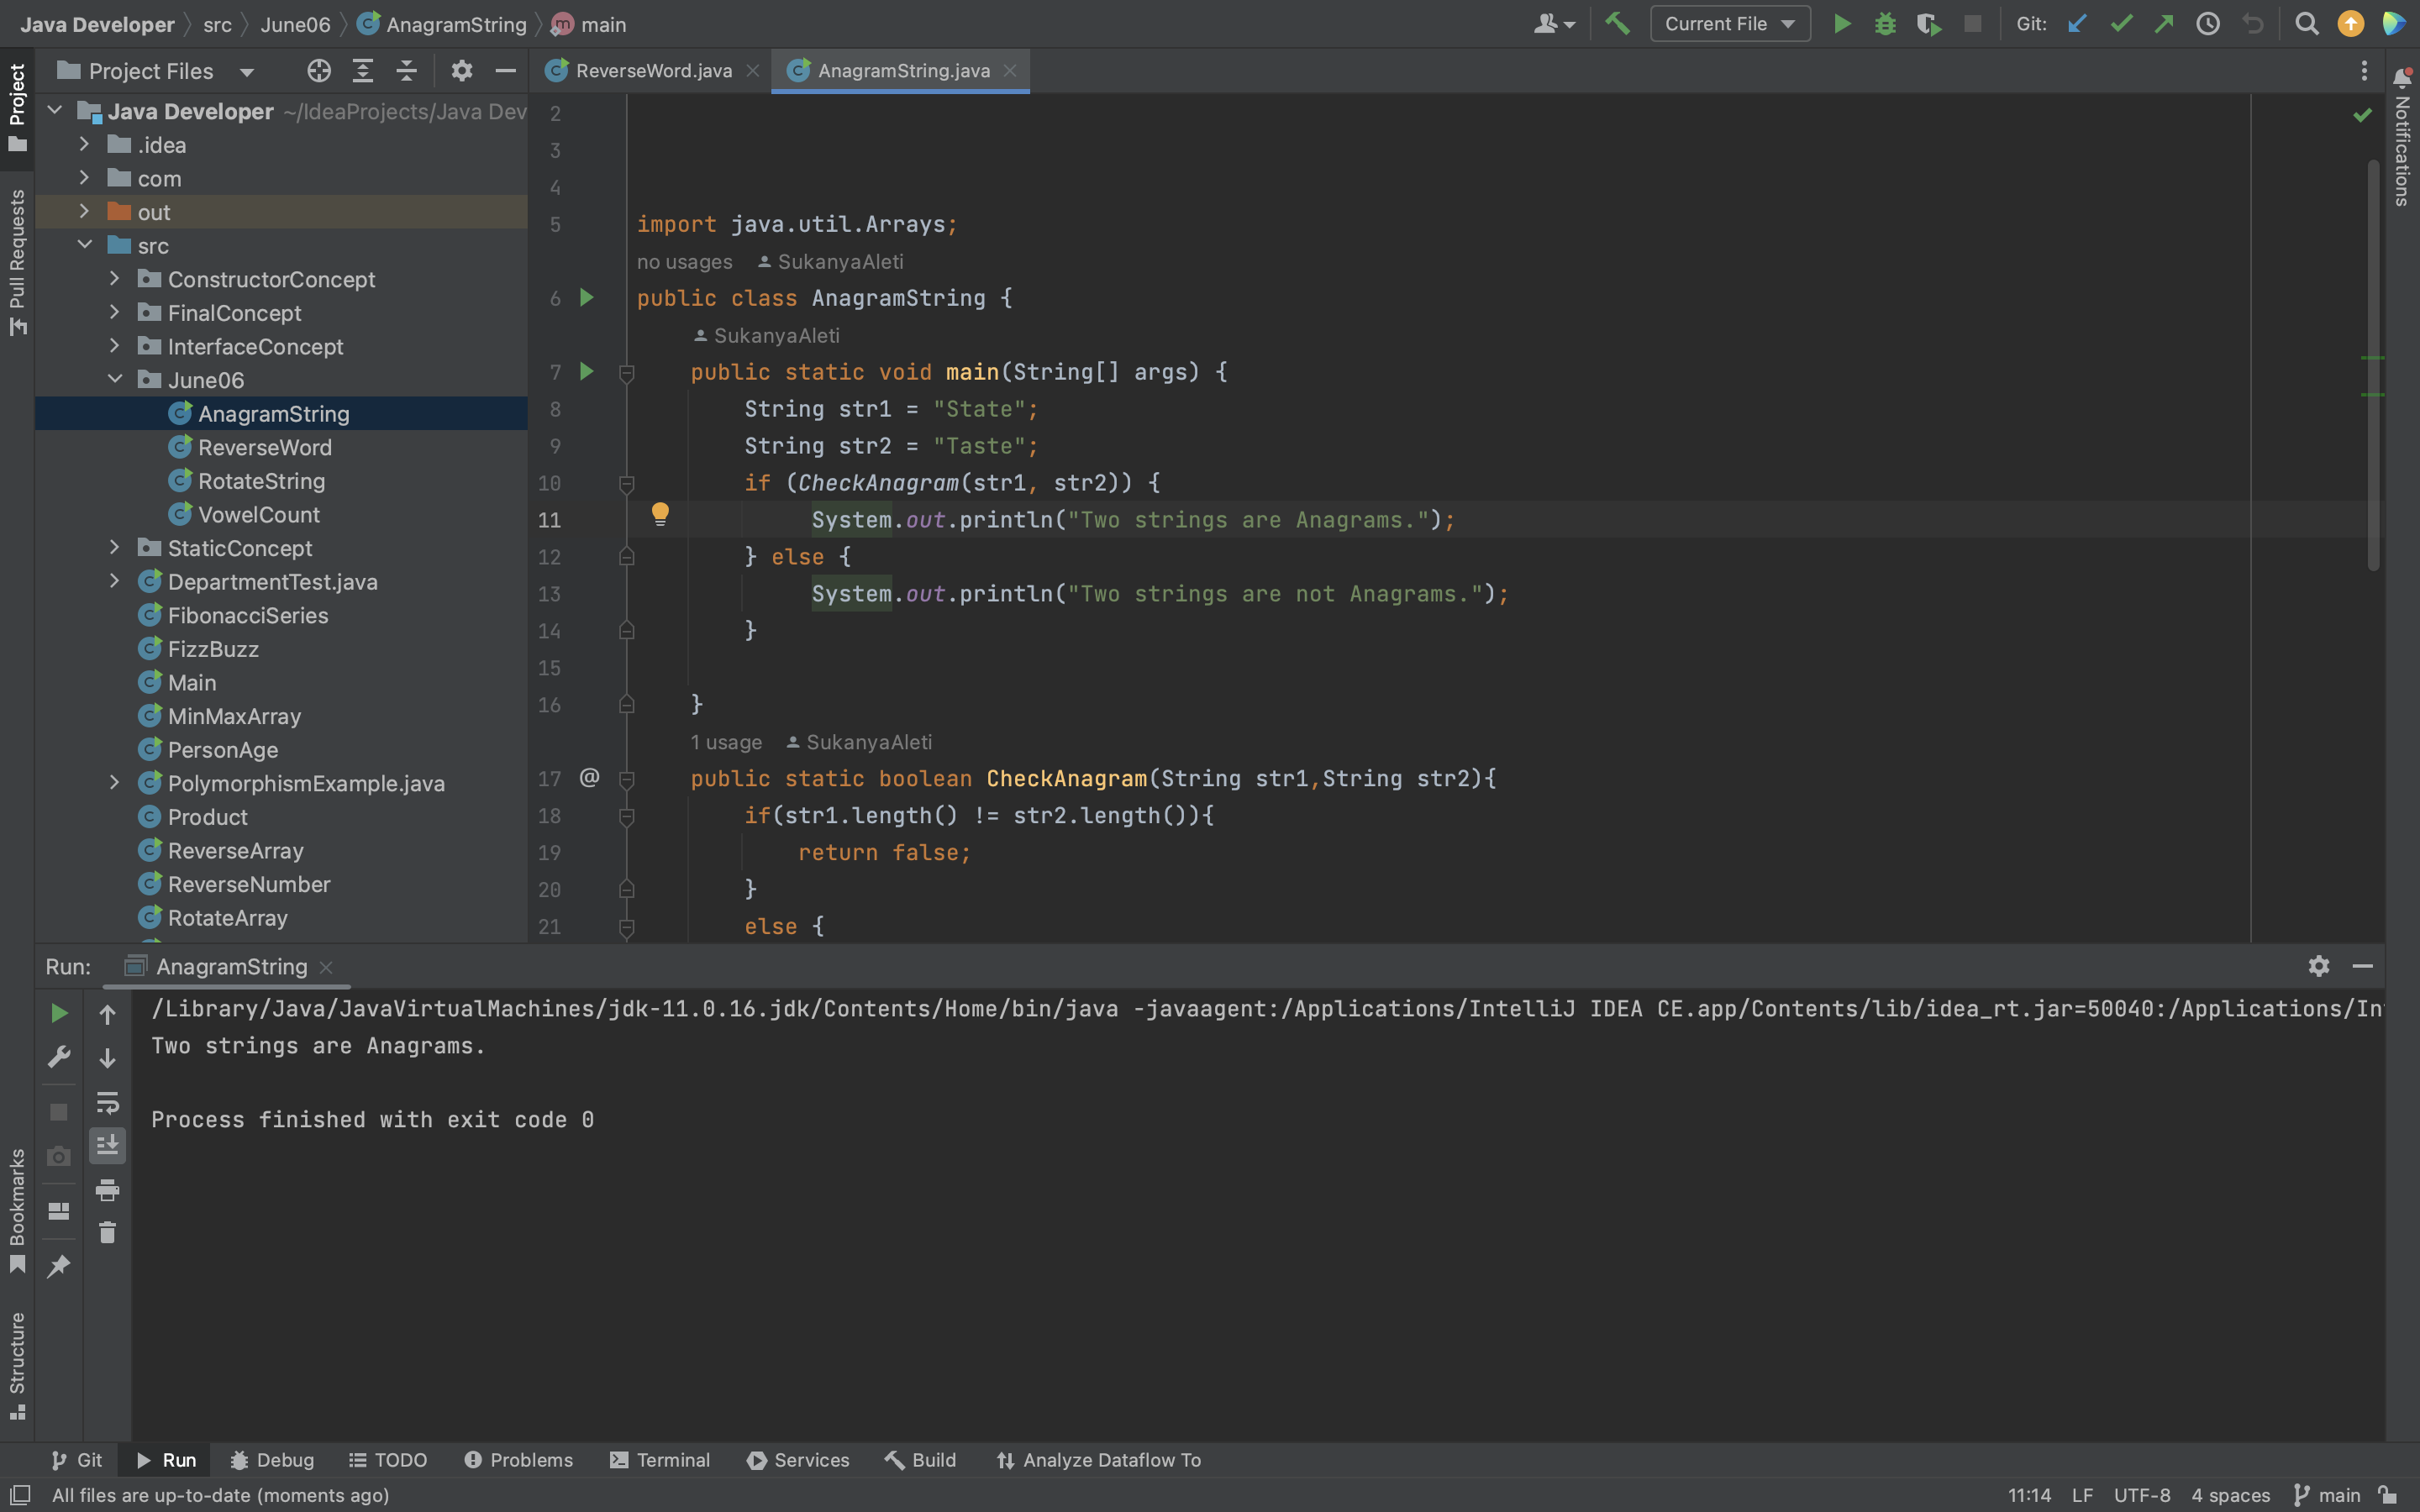 Java Developer src June06 AnagramString main
Current File Git:
Project Files
ReverseWord.java AnagramString.java
Project
Pull Requests
Bookmarks
Structure
Notifications
Java Developer ~/IdeaProjects/Java Dev
.idea
com
out
src
ConstructorConcept
FinalConcept
InterfaceConcept
June06
AnagramString
ReverseWord
RotateString
VowelCount
StaticConcept
DepartmentTest.java
FibonacciSeries
FizzBuzz
Main
MinMaxArray
PersonAge
PolymorphismExample.java
Product
ReverseArray
ReverseNumber
RotateArray
2
3
4
5 import java.util.Arrays;
no usages SukanyaAleti
6 public class AnagramString {
SukanyaAleti
7 public static void main(String[] args) {
8 String str1 = "State";
9 String str2 = "Taste";
10 if (CheckAnagram(str1, str2)) {
11 System.out.println("Two strings are Anagrams.");
12 } else {
13 System.out.println("Two strings are not Anagrams.");
14 }
15
16 }
1 usage SukanyaAleti
17 @ public static boolean CheckAnagram(String str1,String str2){
18 if(str1.length() != str2.length()){
19 return false;
20 }
21 else {
Run: AnagramString
/Library/Java/JavaVirtualMachines/jdk-11.0.16.jdk/Contents/Home/bin/java -javaagent:/Applications/IntelliJ IDEA CE.app/Contents/lib/idea_rt.jar=50040:/Applications/In
Two strings are Anagrams.
Process finished with exit code 0
Git Run Debug TODO Problems Terminal Services Build Analyze Dataflow To
All files are up-to-date (moments ago) 11:14 LF UTF-8 4 spaces main